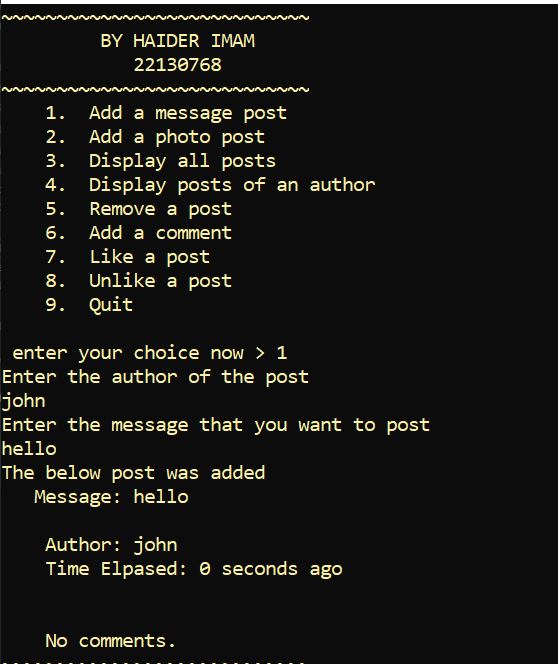 ~~~~~~~~~~~~~~~~~~~~~~~~~~~~
BY HAIDER IMAM
22130768
~~~~~~~~~~~~~~~~~~~~~~~~~~~~
1. Add a message post
2. Add a photo post
3. Display all posts
4. Display posts of an author
5. Remove a post
6. Add a comment
7. Like a post
8. Unlike a post
9. Quit
enter your choice now > 1
Enter the author of the post
john
Enter the message that you want to post
hello
The below post was added
Message: hello
Author: john
Time Elpased: 0 seconds ago
No comments.